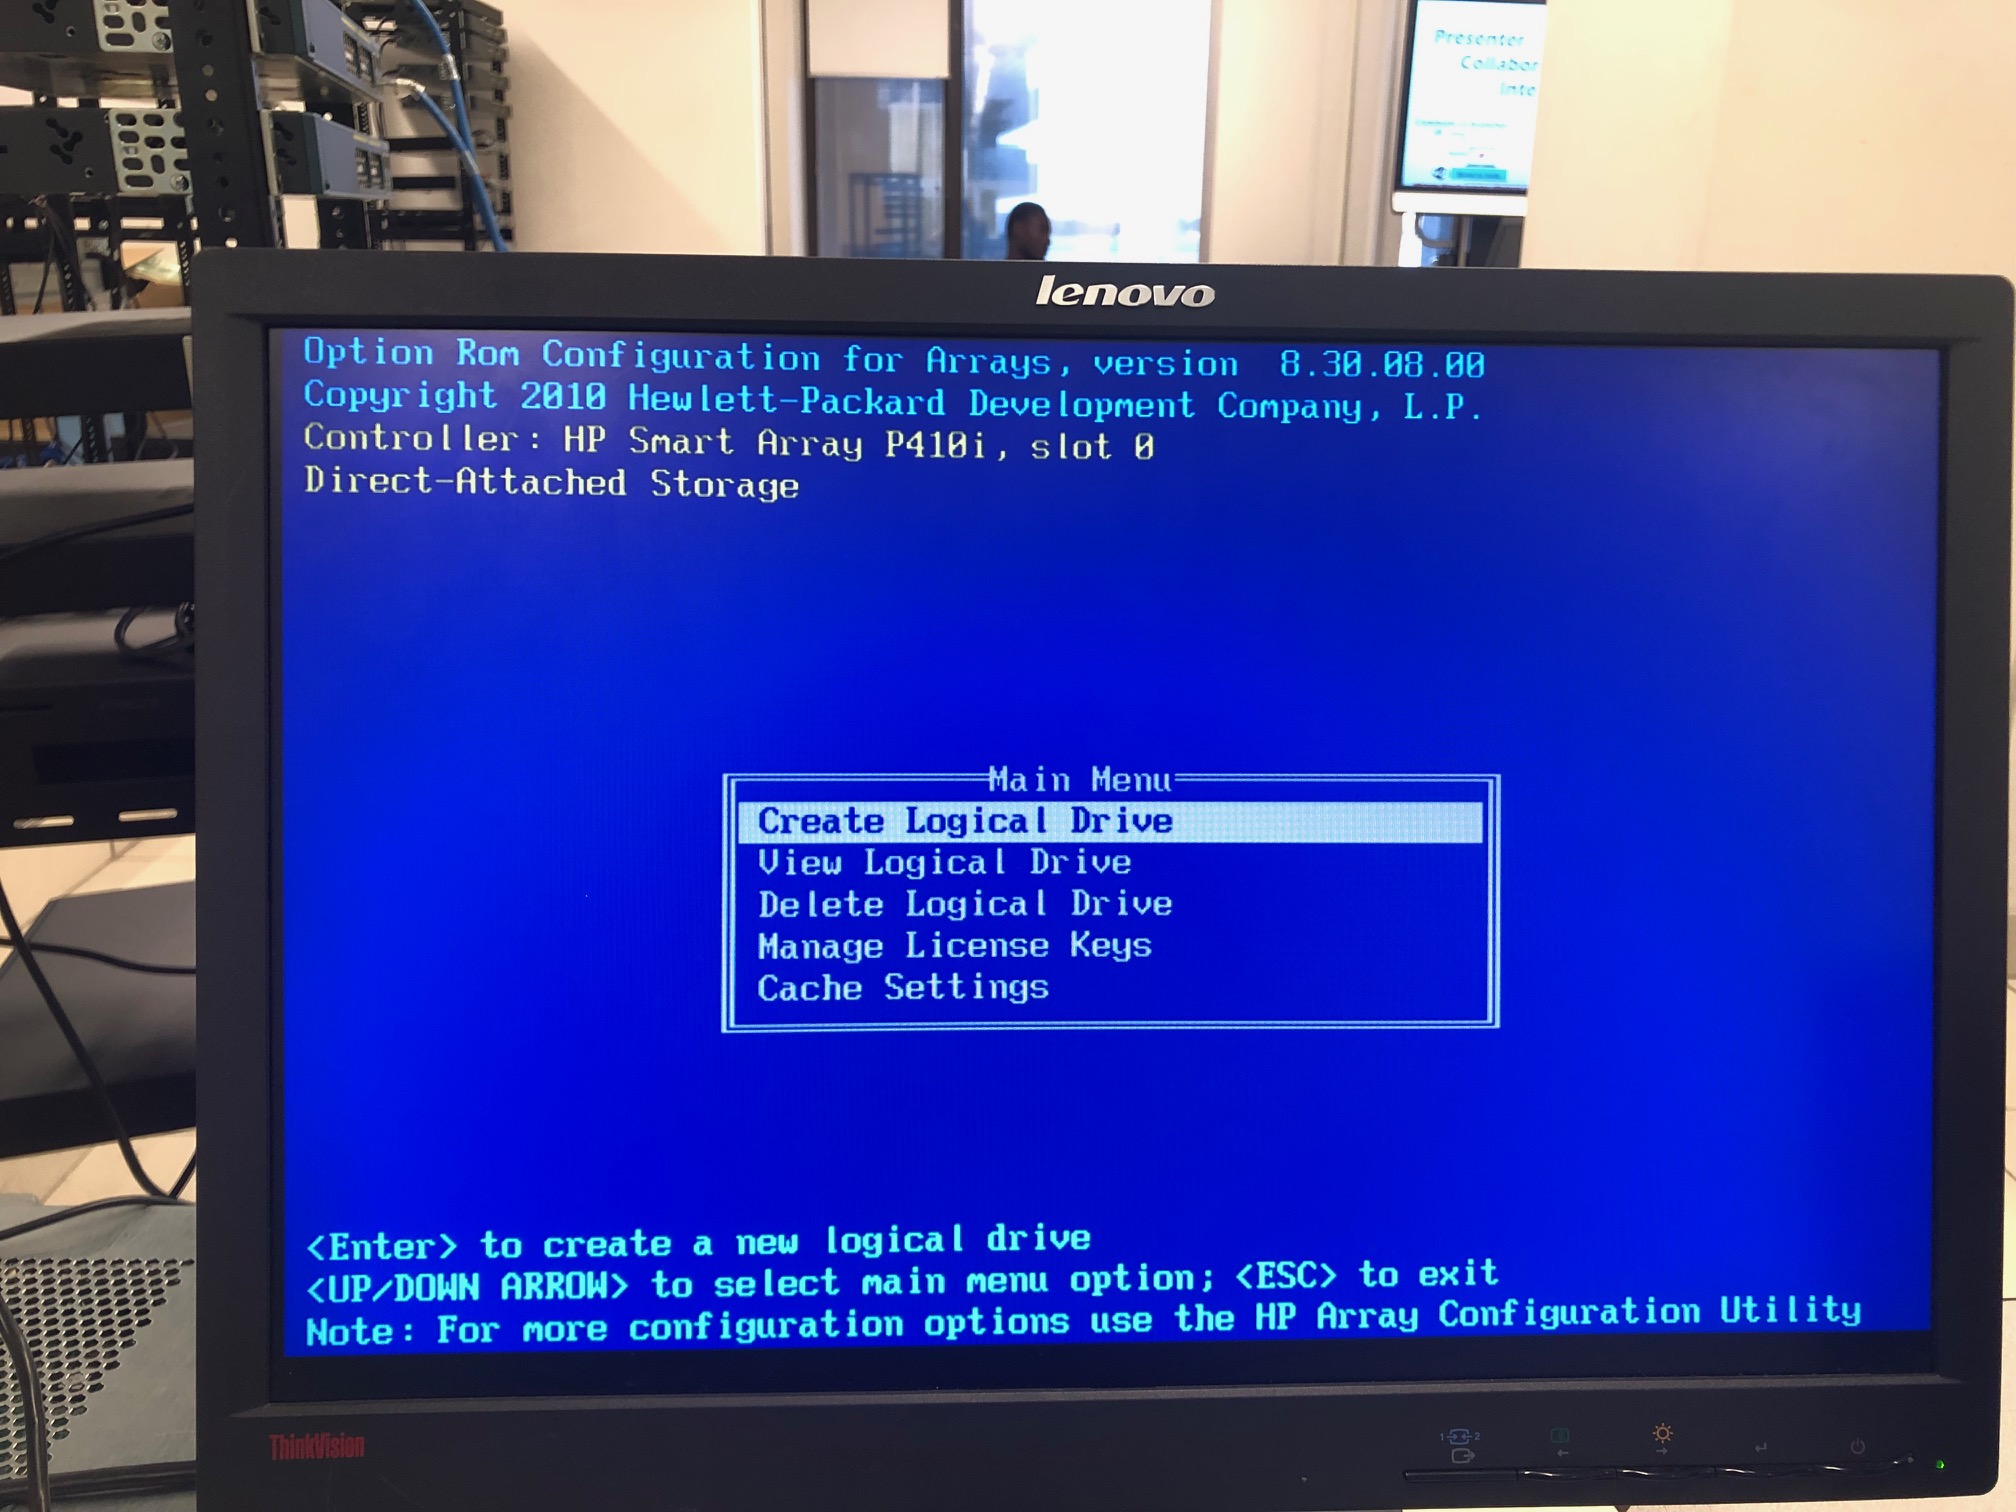 Presenter
lenovo
Option Rom Configuration for Arrays, version 8.30.08.00
Copyright 2010 Hewlett-Packard Development Company, L.P.
Controller: HP Smart Array P410i, slot 0
Direct-Attached Storage
Main Menu
Create Logical Drive
View Logical Drive
Delete Logical Drive
Manage License Keys
Cache Settings
<Enter> to create a new logical drive
<UP/DOWN ARROW> to select main menu option; <ESC> to exit
Note: For more configuration options use the HP Array Configuration Utility
ThinkVision
1 2